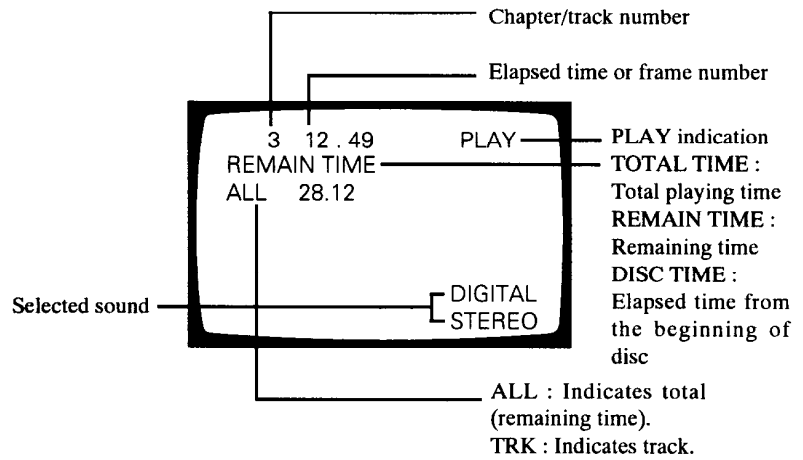 Chapter/track number
Elapsed time or frame number
3 12 . 49 PLAY
REMAIN TIME
ALL 28.12
DIGITAL
STEREO
Selected sound
PLAY indication
TOTAL TIME :
Total playing time
REMAIN TIME :
Remaining time
DISC TIME :
Elapsed time from
the beginning of
disc
ALL : Indicates total
(remaining time).
TRK : Indicates track.